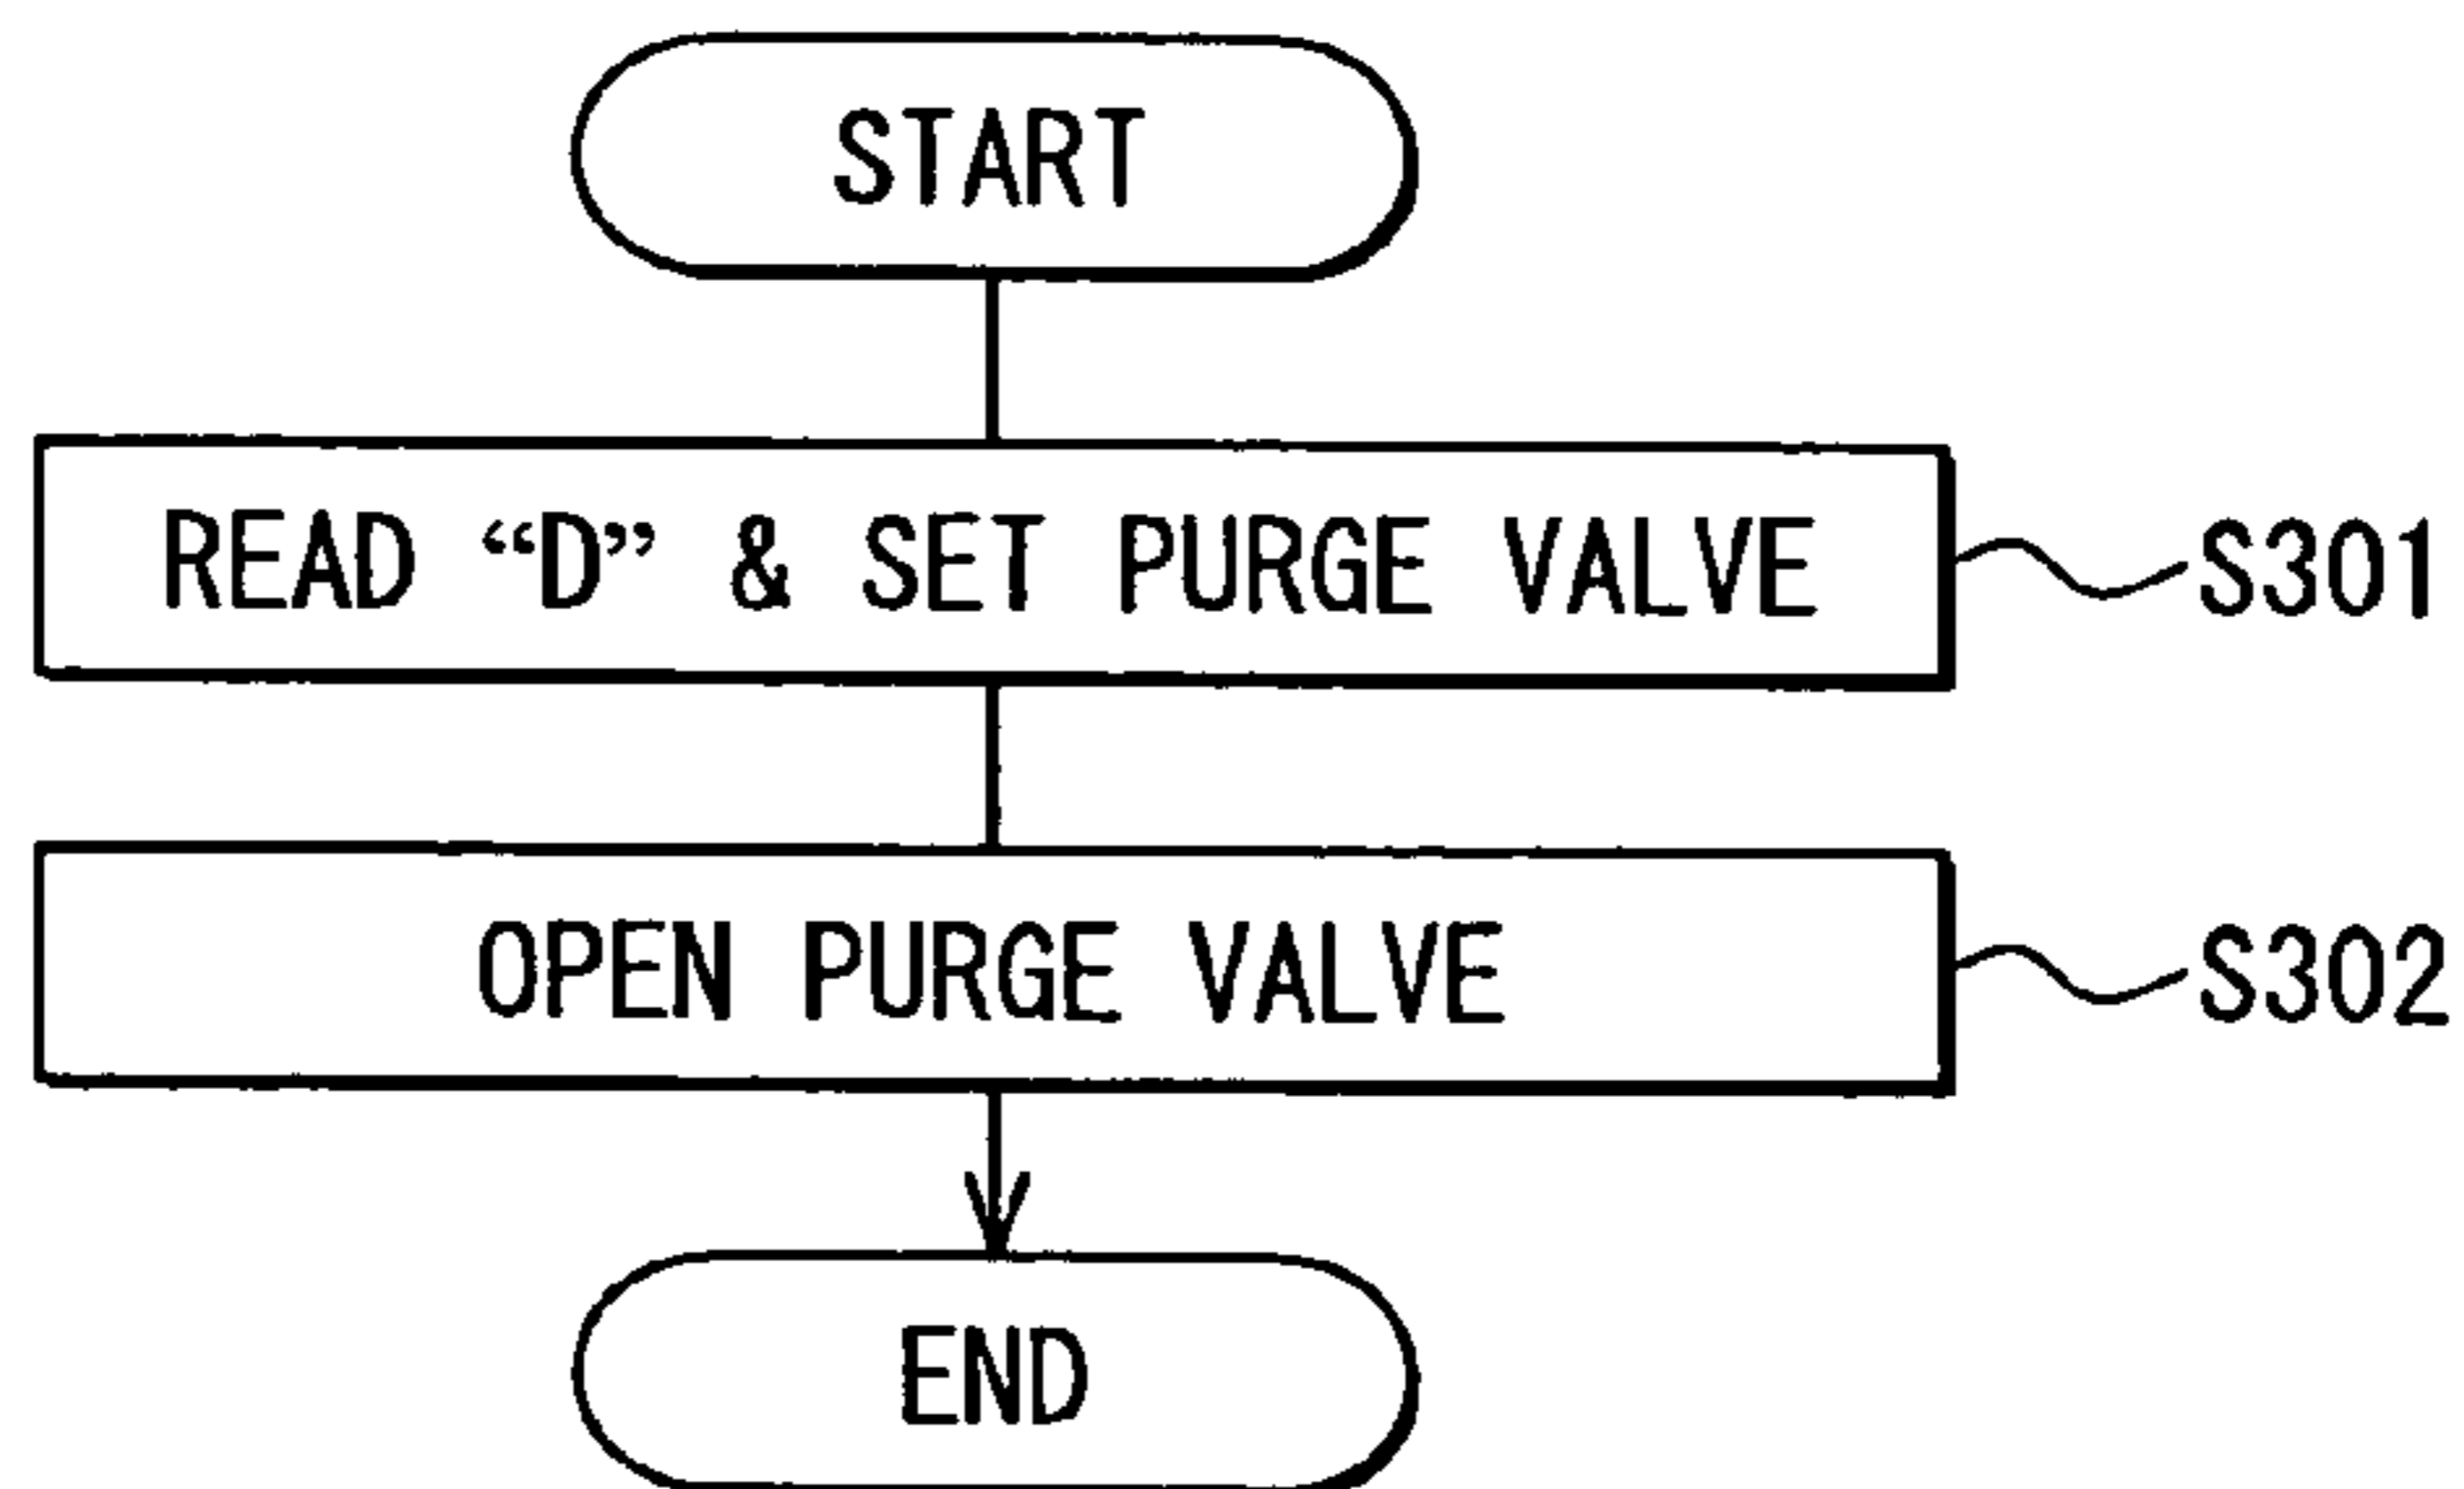 START
READ “D” & SET PURGE VALVE
S301
OPEN PURGE VALVE
S302
END